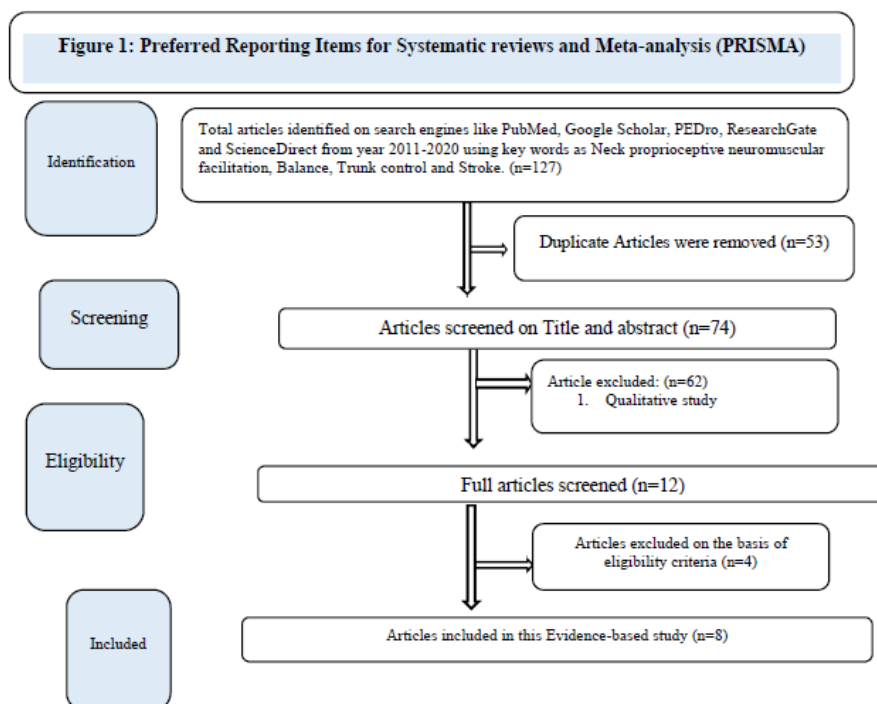 Figure 1: Preferred Reporting Items for Systematic reviews and Meta-analysis (PRISMA)
Identification
Total articles identified on search engines like PubMed, Google Scholar, PEDro, ResearchGate
and ScienceDirect from year 2011-2020 using key words as Neck proprioceptive neuromuscular
facilitation, Balance, Trunk control and Stroke. (n=127)
Duplicate Articles were removed (n=53)
Screening
Articles screened on Title and abstract (n=74)
Article excluded: (n=62)
1. Qualitative study
Eligibility
Full articles screened (n=12)
Articles excluded on the basis of
eligibility criteria (n=4)
Included
Articles included in this Evidence-based study (n=8)